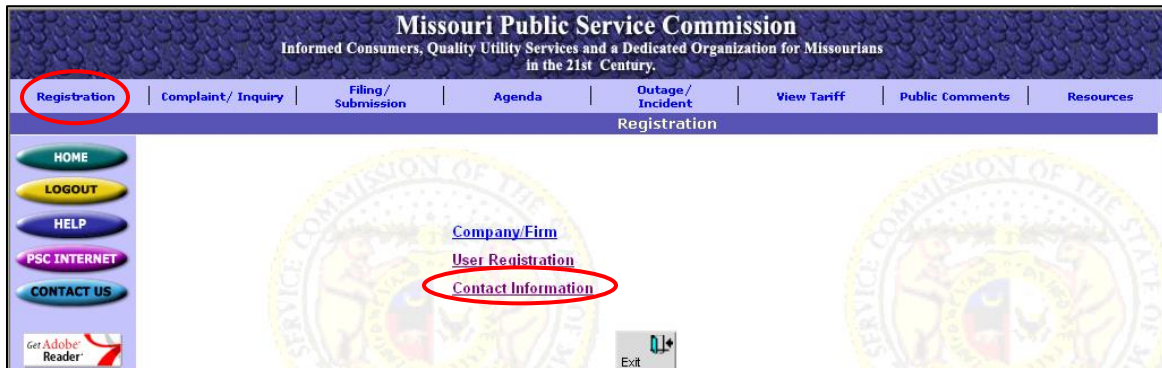 Missouri Public Service Commission
Informed Consumers, Quality Utility Services and a Dedicated Organization for Missourians
in the 21st Century.
Registration
Complaint/ Inquiry
Filing/
Submission
Agenda
Outage/
Incident
View Tariff
Public Comments
Resources
Registration
HOME
LOGOUT
HELP
PSC INTERNET
CONTACT US
Get Adobe
Reader
Company/Firm
User Registration
Contact Information
Exit